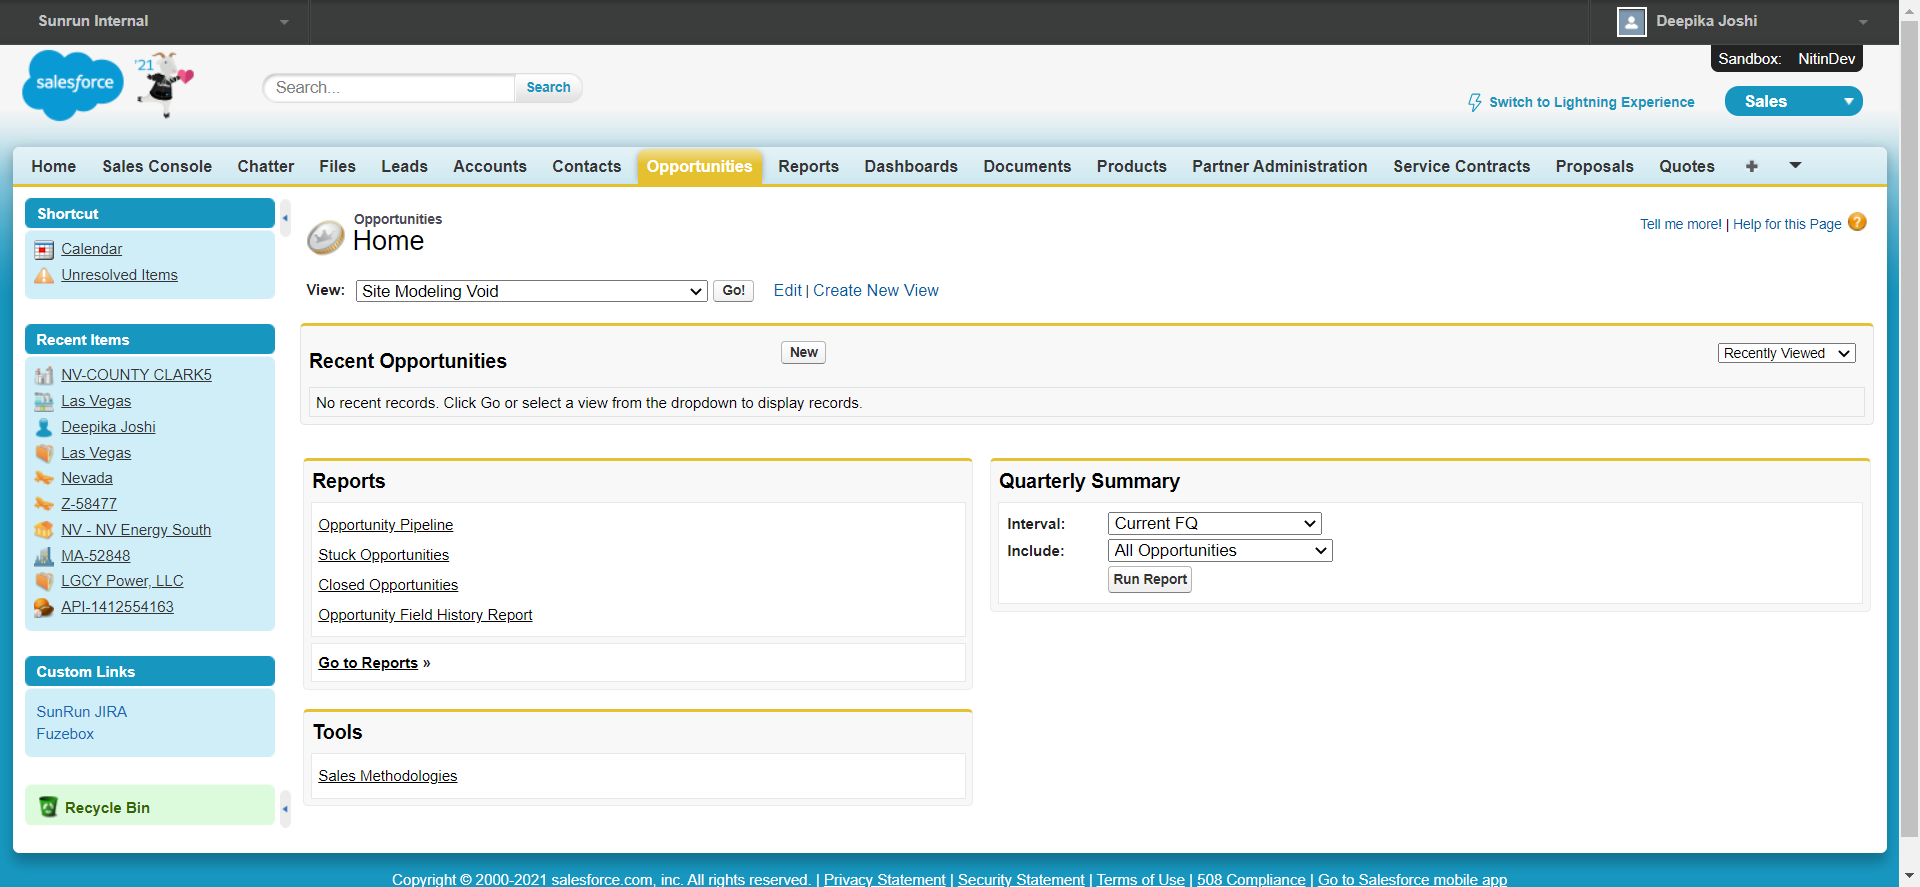 Sunrun Internal
Deepika Joshi
Sandbox: NitinDev
salesforce
'21
Search...
Search
Switch to Lightning Experience
Sales
Home Sales Console Chatter Files Leads Accounts Contacts Opportunities Reports Dashboards Documents Products Partner Administration Service Contracts Proposals Quotes +
Shortcut
Calendar
Unresolved Items
Recent Items
NV-COUNTY CLARK5
Las Vegas
Deepika Joshi
Las Vegas
Nevada
Z-58477
NV - NV Energy South
MA-52848
LGCY Power, LLC
API-1412554163
Custom Links
SunRun JIRA
Fuzebox
Recycle Bin
Opportunities
Home
Tell me more! | Help for this Page ?
View: Site Modeling Void Go! Edit | Create New View
Recent Opportunities New Recently Viewed
No recent records. Click Go or select a view from the dropdown to display records.
Reports
Opportunity Pipeline
Stuck Opportunities
Closed Opportunities
Opportunity Field History Report
Go to Reports »
Tools
Sales Methodologies
Quarterly Summary
Interval: Current FQ
Include: All Opportunities
Run Report
Copyright © 2000-2021 salesforce.com, inc. All rights reserved. | Privacy Statement | Security Statement | Terms of Use | 508 Compliance | Go to Salesforce mobile app